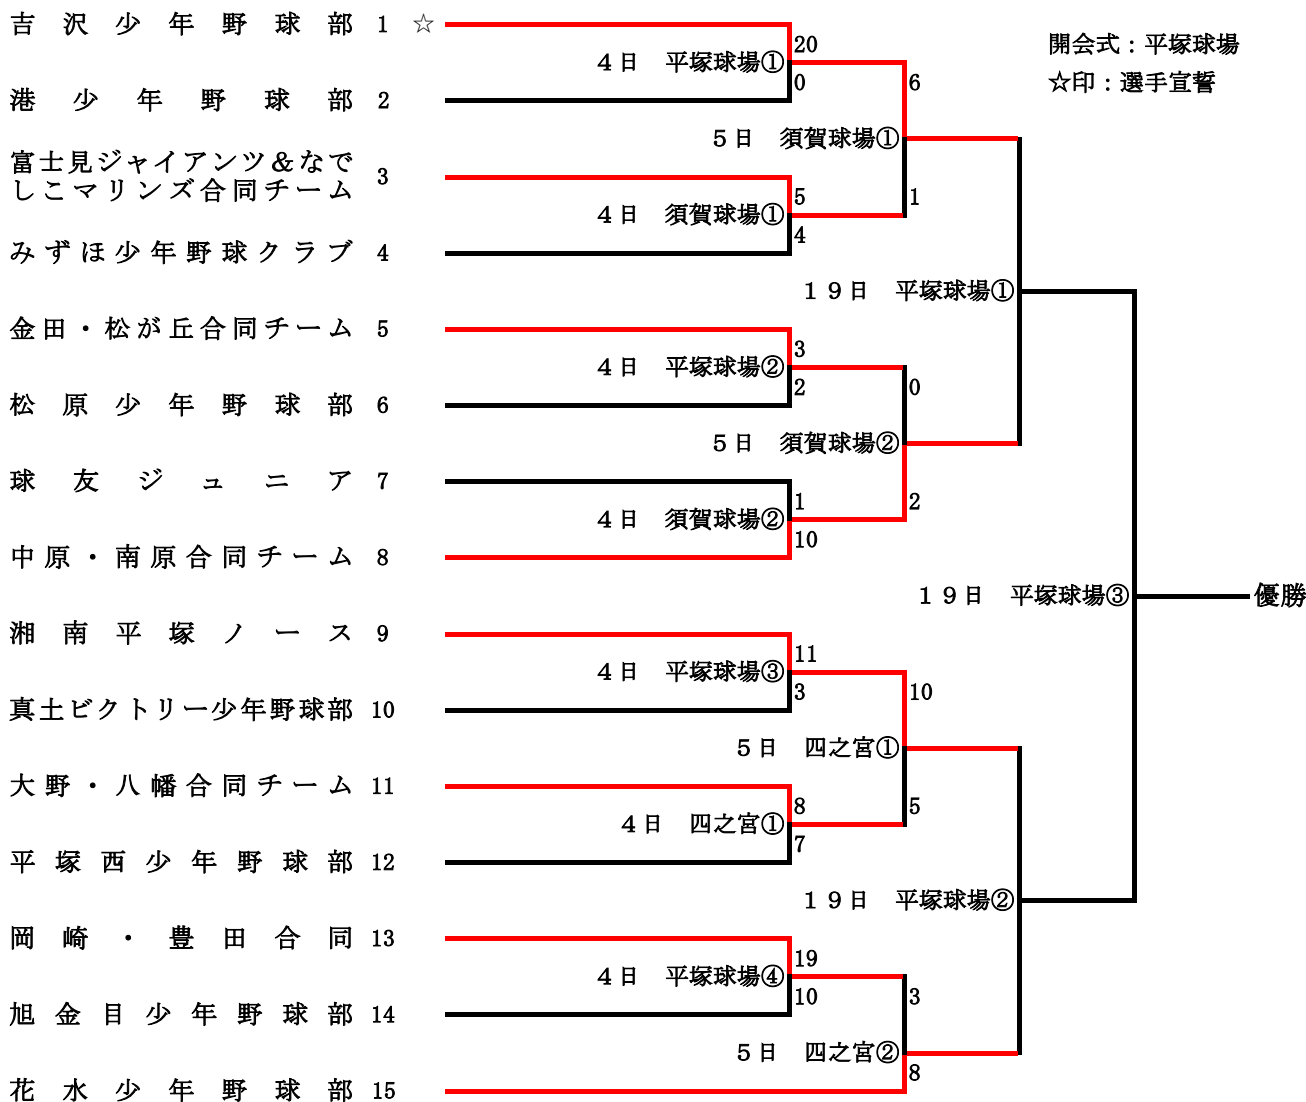 吉沢少年野球部 1 ☆
港少年野球部 2
富士見ジャイアンツ＆なで
しこマリンズ合同チーム 3
みずほ少年野球クラブ 4
金田・松が丘合同チーム 5
松原少年野球部 6
球友ジュニア 7
中原・南原合同チーム 8
湘南平塚ノース 9
真土ビクトリー少年野球部 10
大野・八幡合同チーム 11
平塚西少年野球部 12
岡崎・豊田合同 13
旭金目少年野球部 14
花水少年野球部 15
20
4日 平塚球場①
0
5
4日 須賀球場①
4
3
4日 平塚球場②
2
1
4日 須賀球場②
10
11
4日 平塚球場③
3
8
4日 四之宮①
7
19
4日 平塚球場④
10
6
5日 須賀球場①
1
0
5日 須賀球場②
2
10
5日 四之宮①
5
3
5日 四之宮②
8
１９日 平塚球場①
１９日 平塚球場②
１９日 平塚球場③
優勝
開会式：平塚球場
☆印：選手宣誓